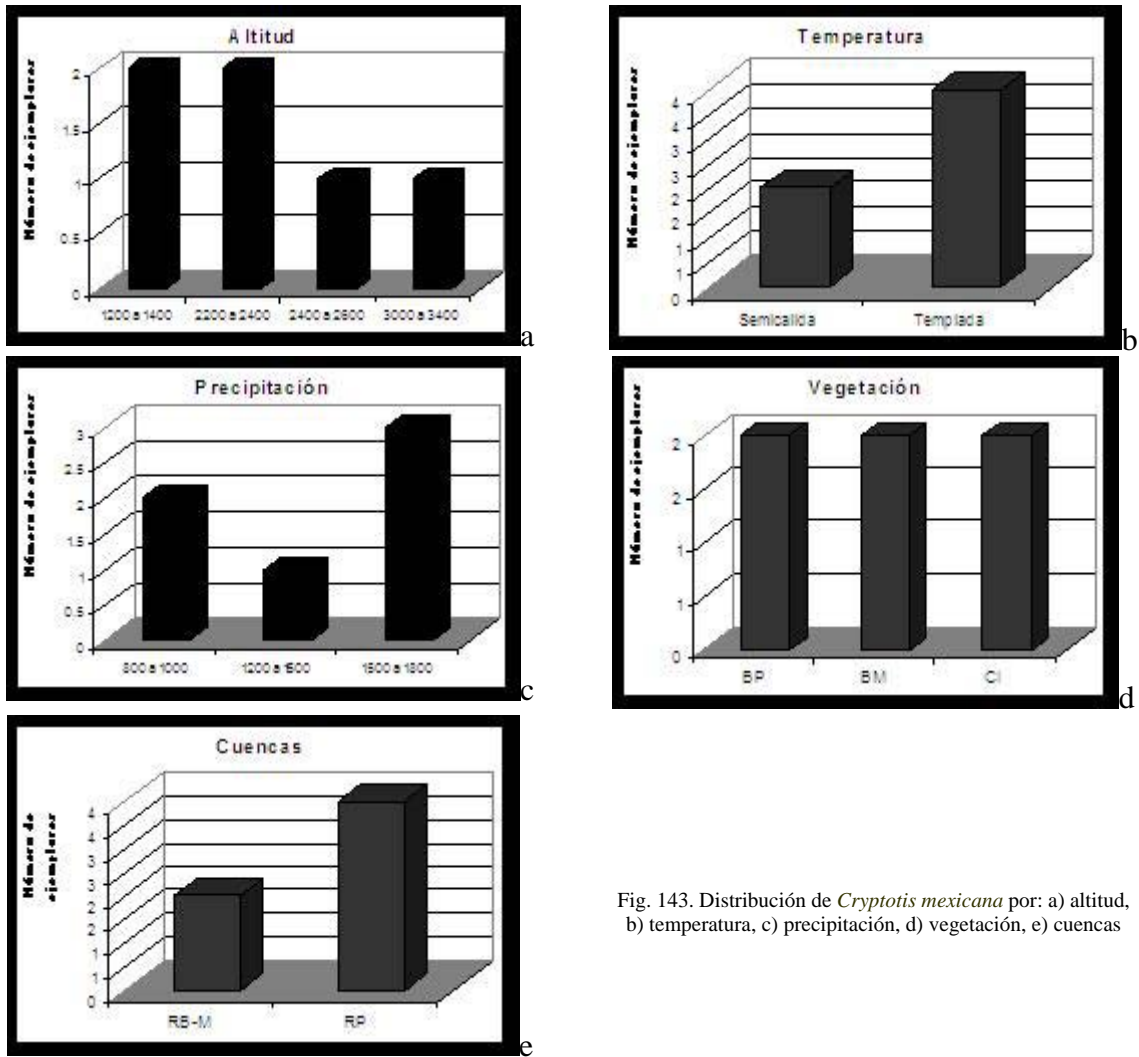 Altitud
Número de ejemplares
2
1.5
1
0.5
0
1200 a 1400 2200 a 2400 2400 a 2600 3000 a 3400
a
Temperatura
Número de ejemplares
4
4
3
3
2
2
1
1
0
Semicalida Templada
b
Precipitación
Número de ejemplares
3
2.5
2
1.5
1
0.5
0
800 a 1000 1200 a 1500 1500 a 1800
c
Vegetación
Número de ejemplares
2
2
1
1
0
BP BM CI
d
Cuencas
Número de
ejemplares
4
4
3
3
2
2
1
1
0
RB-M RP
e
Fig. 143. Distribución de Cryptotis mexicana por: a) altitud,
b) temperatura, c) precipitación, d) vegetación, e) cuencas